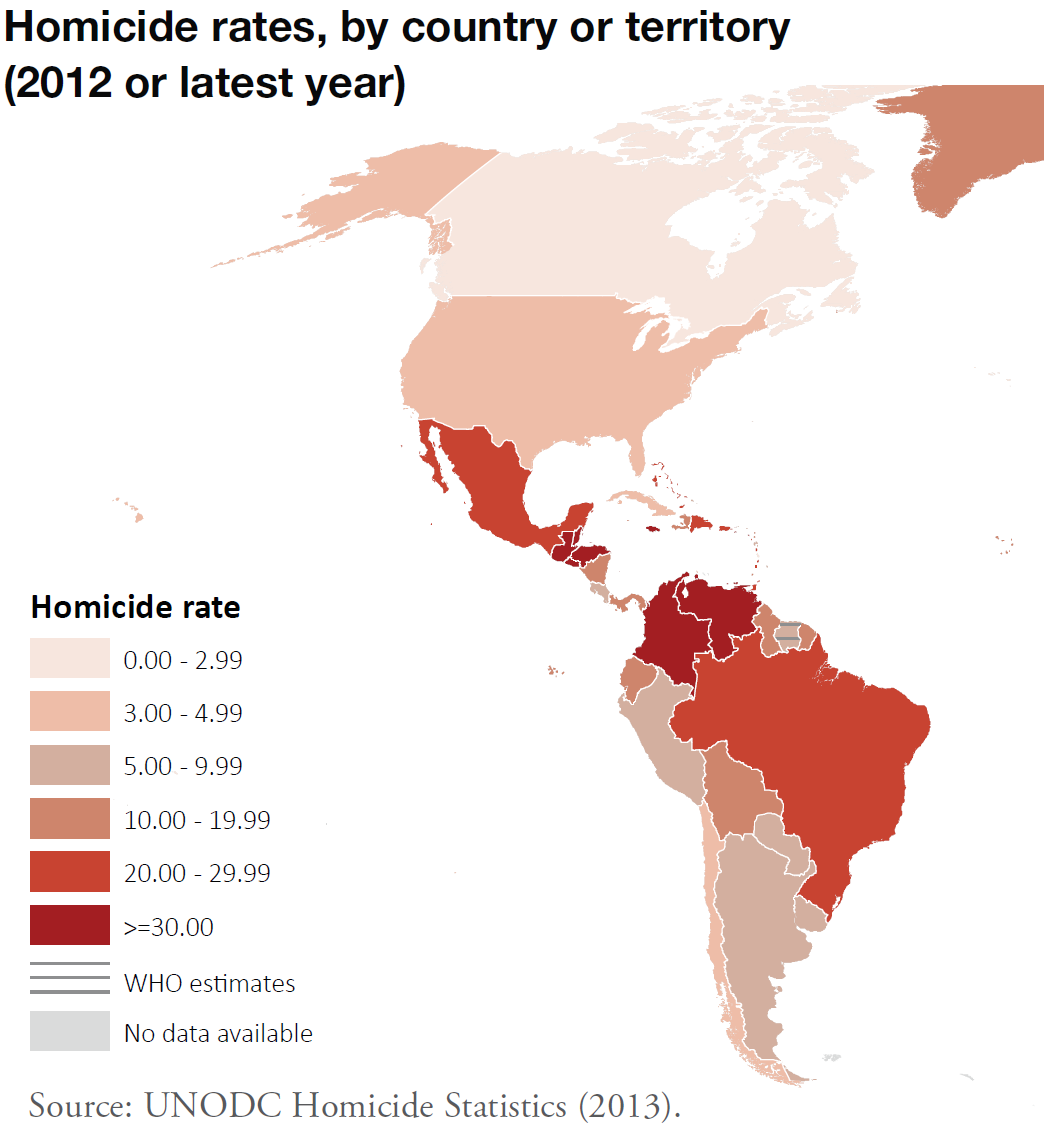 Homicide rates, by country or territory
(2012 or latest year)
Homicide rate
0.00 - 2.99
3.00 - 4.99
5.00 - 9.99
10.00 - 19.99
20.00 - 29.99
>=30.00
WHO estimates
No data available
Source: UNODC Homicide Statistics (2013).